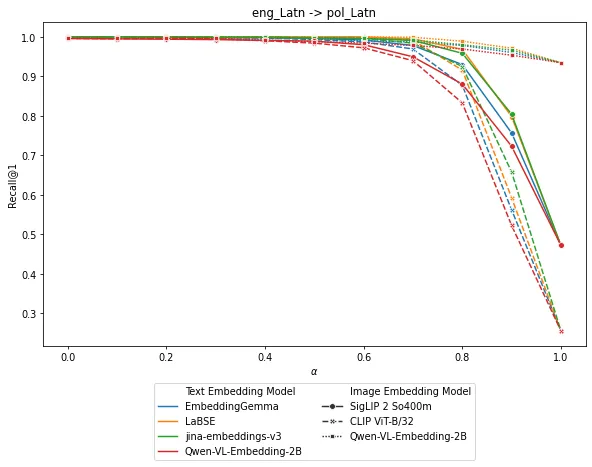 eng_Latn -> pol_Latn
1.0
0.9
0.8
0.7
0.6
0.5
0.4
0.3
Recall@1
0.0 0.2 0.4 0.6 0.8 1.0
α
Text Embedding Model Image Embedding Model
EmbeddingGemma SigLIP 2 So400m
LaBSE CLIP ViT-B/32
jina-embeddings-v3 Qwen-VL-Embedding-2B
Qwen-VL-Embedding-2B